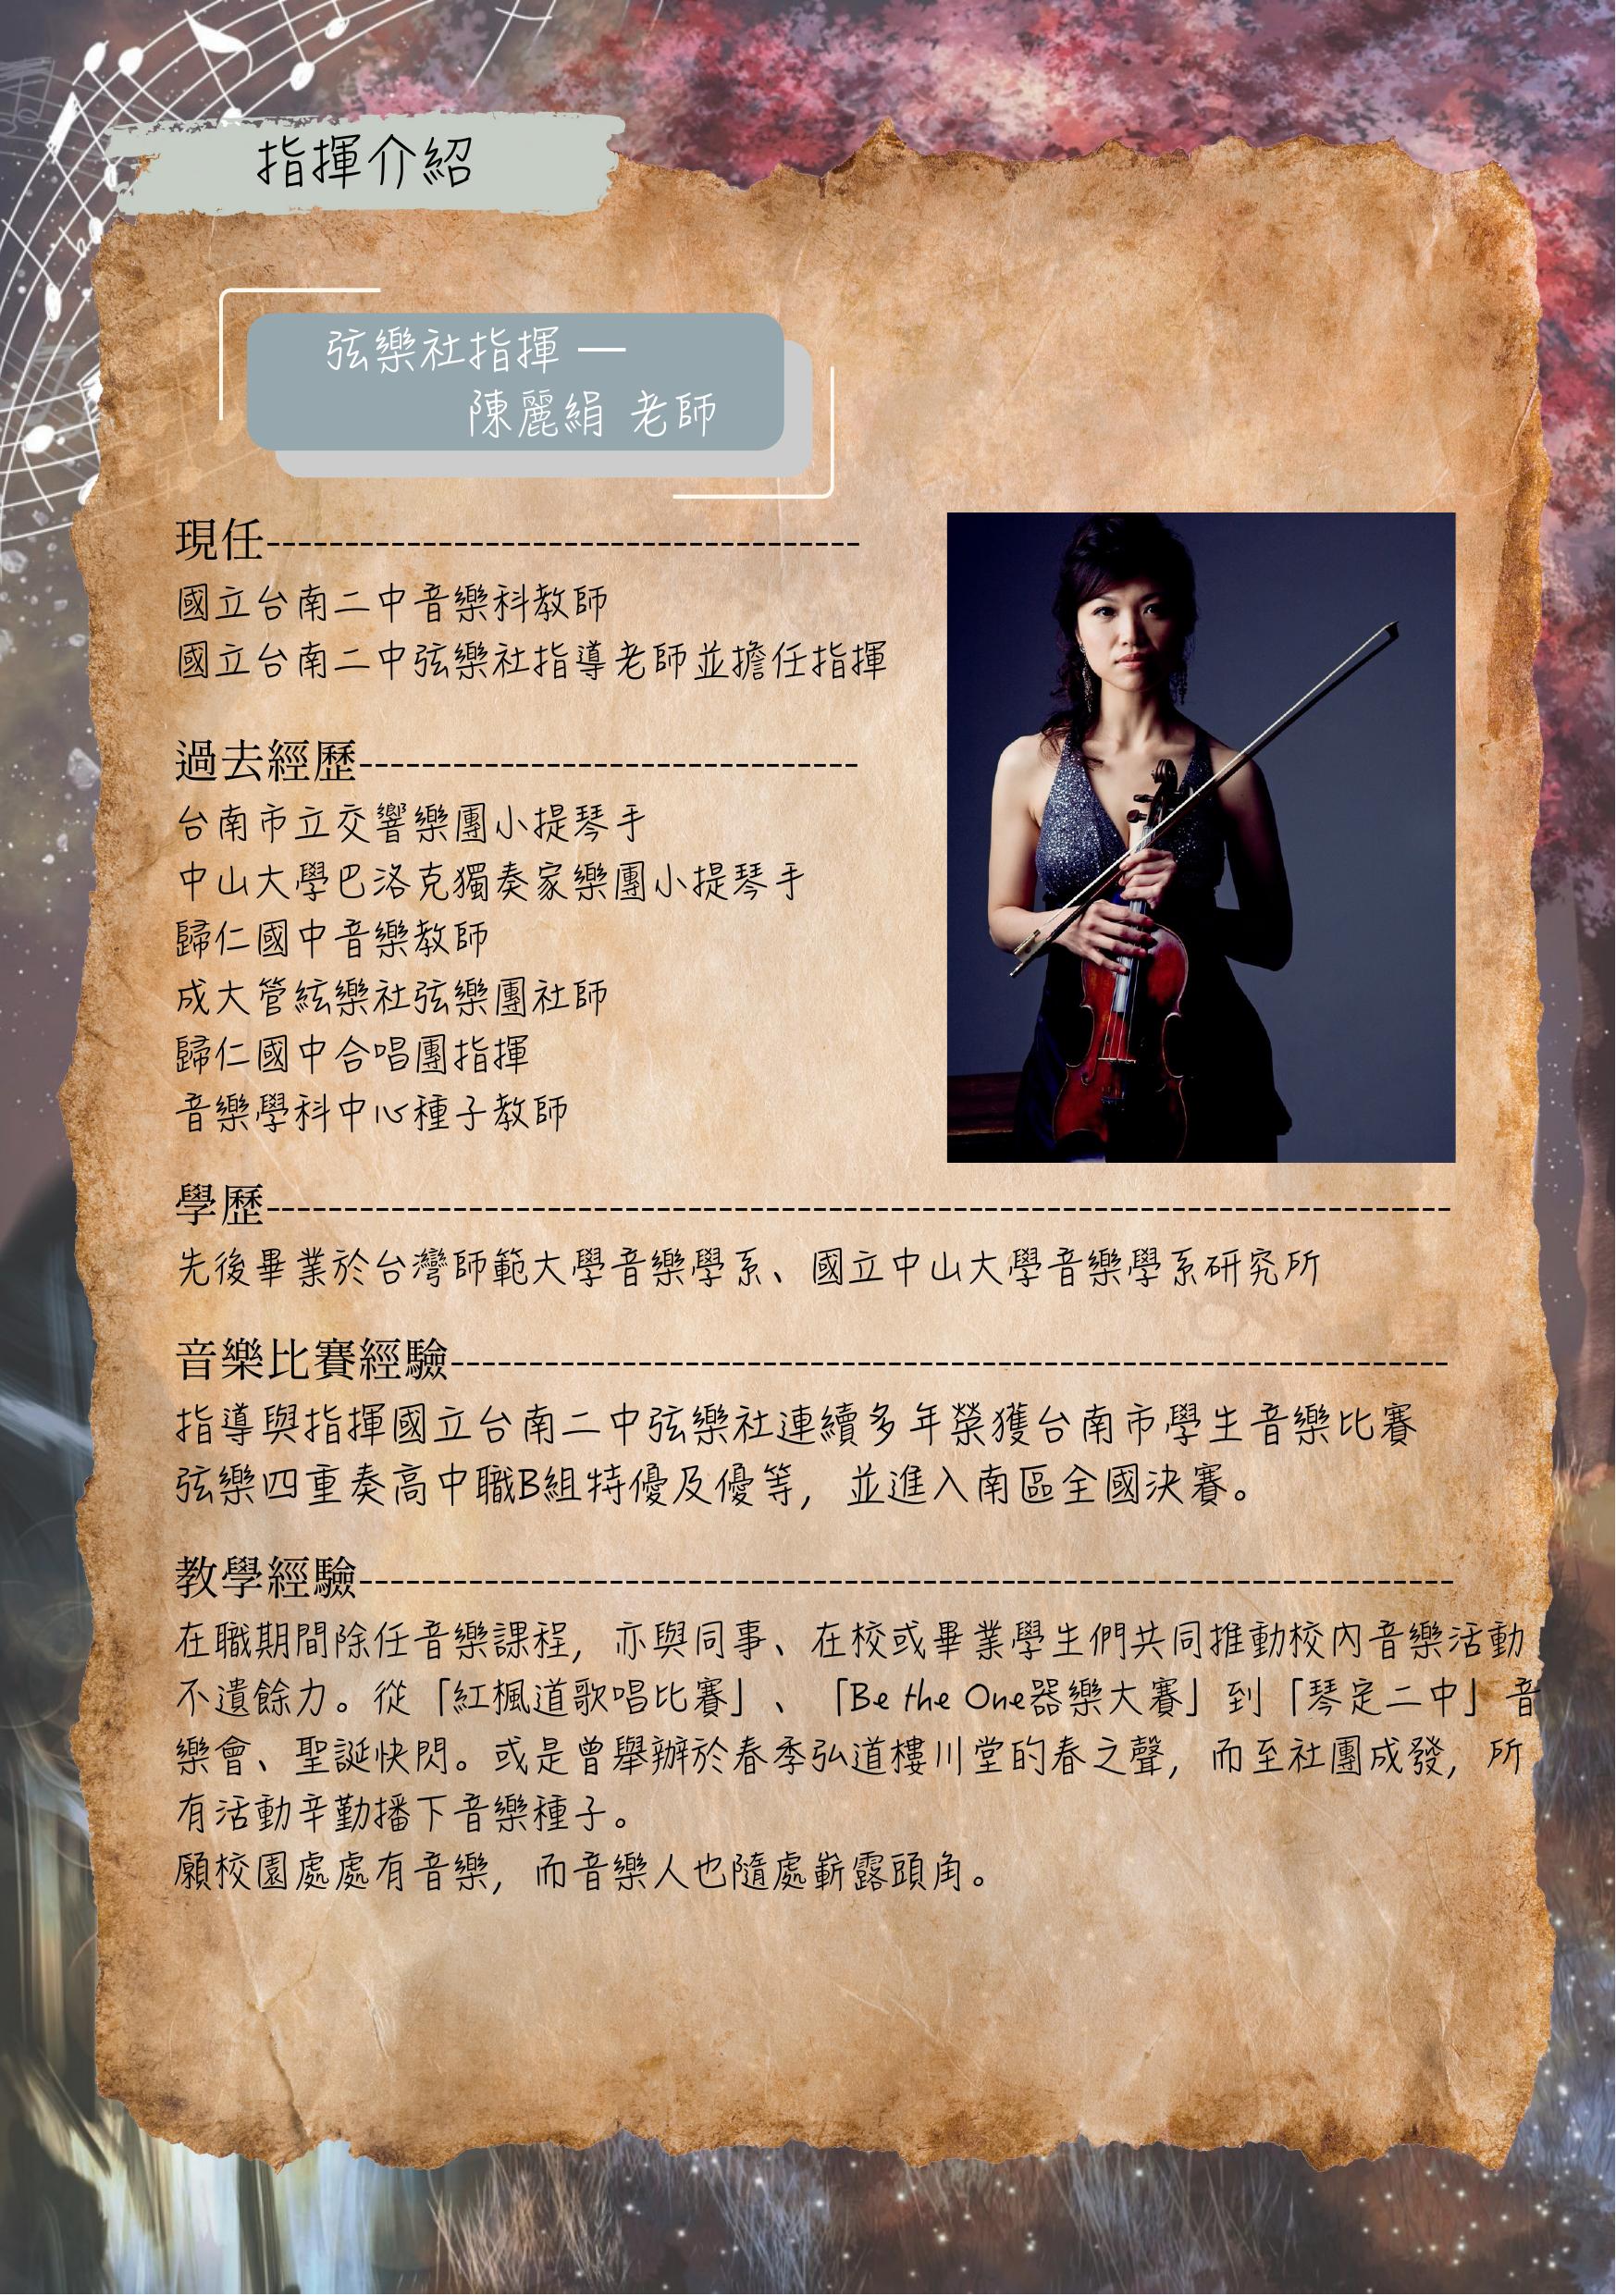 指揮介紹
弦樂社指揮 —
陳麗絹 老師
現任---------------------------------------
國立台南二中音樂科教師
國立台南二中弦樂社指導老師並擔任指揮
過去經歷---------------------------------
台南市立交響樂團小提琴手
中山大學巴洛克獨奏家樂團小提琴手
歸仁國中音樂教師
成大管絃樂社弦樂團社師
歸仁國中合唱團指揮
音樂學科中心種子教師
學歷------------------------------------------------------------------------------
先後畢業於台灣師範大學音樂學系、國立中山大學音樂學系研究所
音樂比賽經驗------------------------------------------------------------------
指導與指揮國立台南二中弦樂社連續多年榮獲台南市學生音樂比賽
弦樂四重奏高中職B組特優及優等，並進入南區全國決賽。
教學經驗------------------------------------------------------------------------
在職期間除任音樂課程，亦與同事、在校或畢業學生們共同推動校內音樂活動
不遺餘力。從「紅楓道歌唱比賽」、「Be the One器樂大賽」到「琴定二中」音
樂會、聖誕快閃。或是曾舉辦於春季弘道樓川堂的春之聲，而至社團成發，所
有活動辛勤播下音樂種子。
願校園處處有音樂，而音樂人也隨處嶄露頭角。